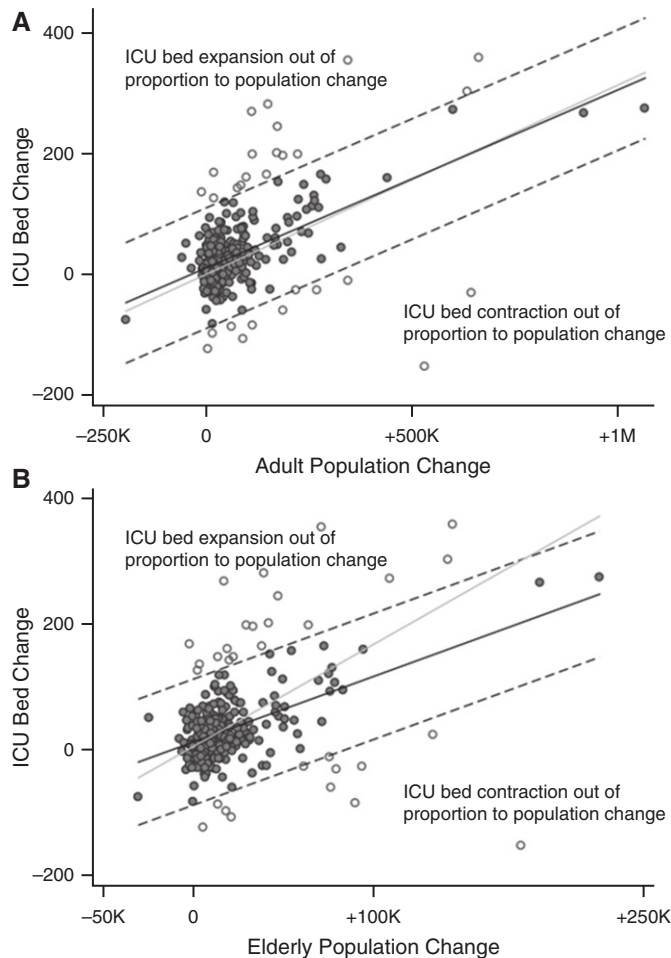 A
400
ICU bed expansion out of
proportion to population change
200
ICU Bed Change
0
ICU bed contraction out of
proportion to population change
−200
−250K
0
+500K
+1M
Adult Population Change
B
400
ICU bed expansion out of
proportion to population change
200
ICU Bed Change
0
ICU bed contraction out of
proportion to population change
−200
−50K
0
+100K
+250K
Elderly Population Change